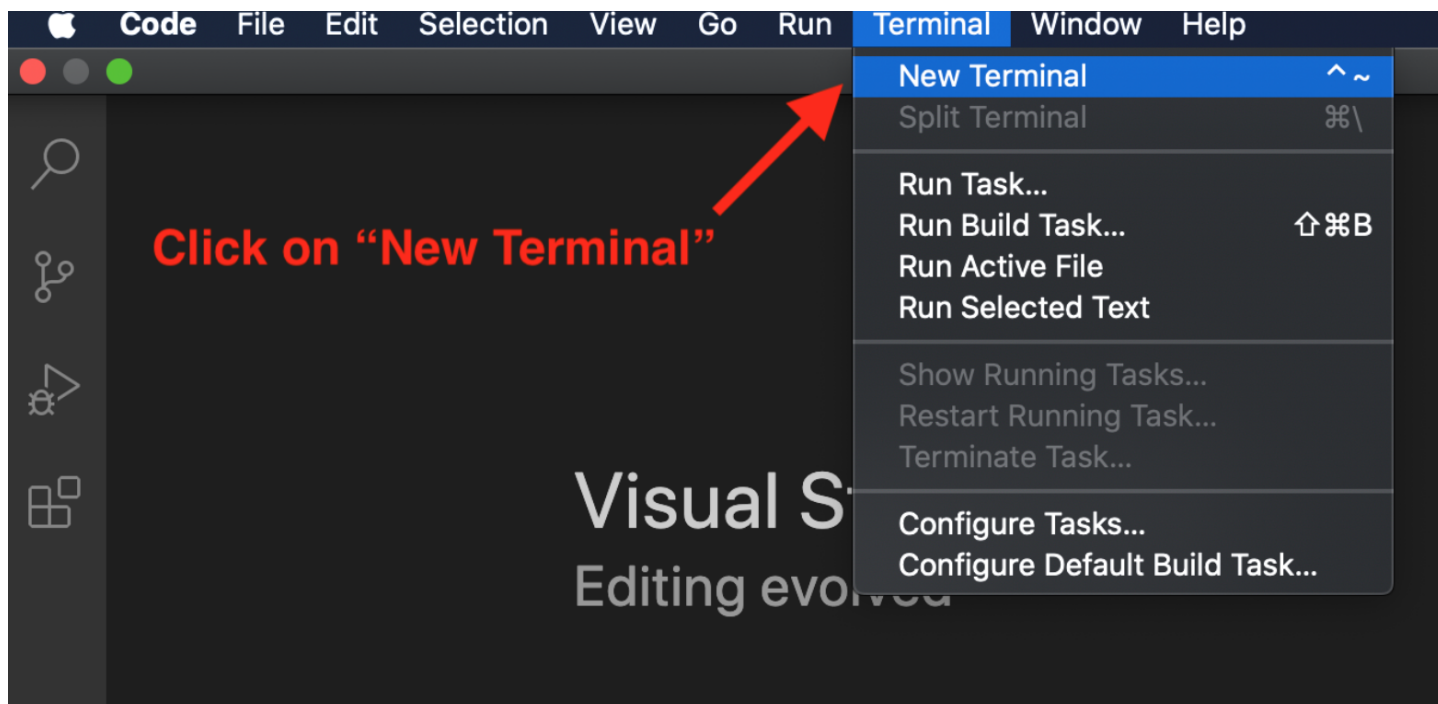 Code File Edit Selection View Go Run Terminal Window Help
New Terminal ^ ~
Split Terminal ⌘\
Run Task...
Click on “New Terminal”
Run Build Task... ⇧⌘B
Run Active File
Run Selected Text
Show Running Tasks...
Restart Running Task...
Terminate Task...
Visual S
Configure Tasks...
Configure Default Build Task...
Editing evolved